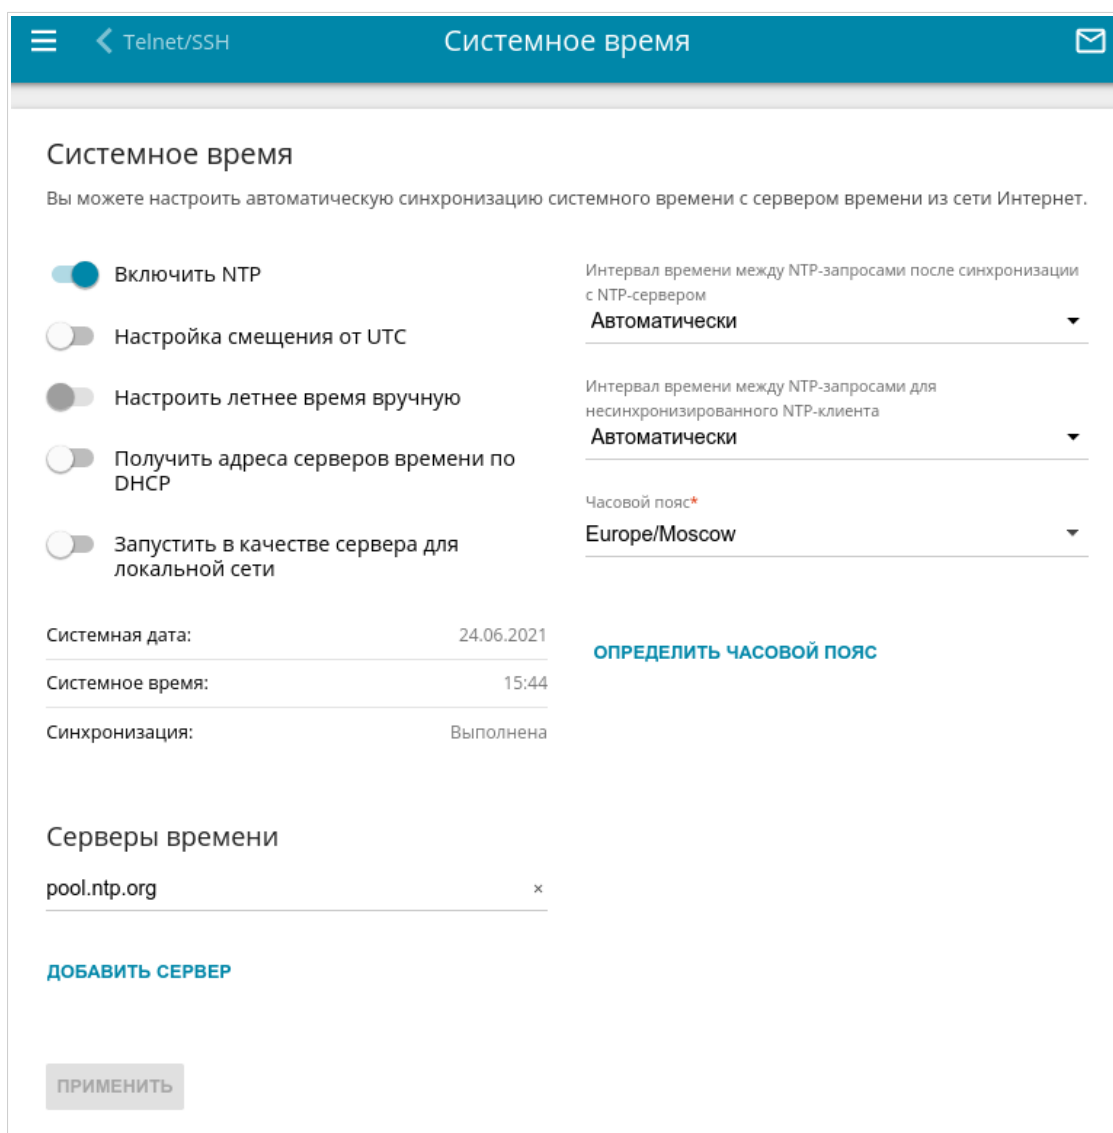 Telnet/SSH
Системное время
Системное время
Вы можете настроить автоматическую синхронизацию системного времени с сервером времени из сети Интернет.
Включить NTP
Настройка смещения от UTC
Настроить летнее время вручную
Получить адреса серверов времени по
DHCP
Запустить в качестве сервера для
локальной сети
Системная дата: 24.06.2021
Системное время: 15:44
Синхронизация: Выполнена
Интервал времени между NTP-запросами после синхронизации
с NTP-сервером
Автоматически
Интервал времени между NTP-запросами для
несинхронизированного NTP-клиента
Автоматически
Часовой пояс*
Europe/Moscow
ОПРЕДЕЛИТЬ ЧАСОВОЙ ПОЯС
Серверы времени
pool.ntp.org ×
ДОБАВИТЬ СЕРВЕР
ПРИМЕНИТЬ